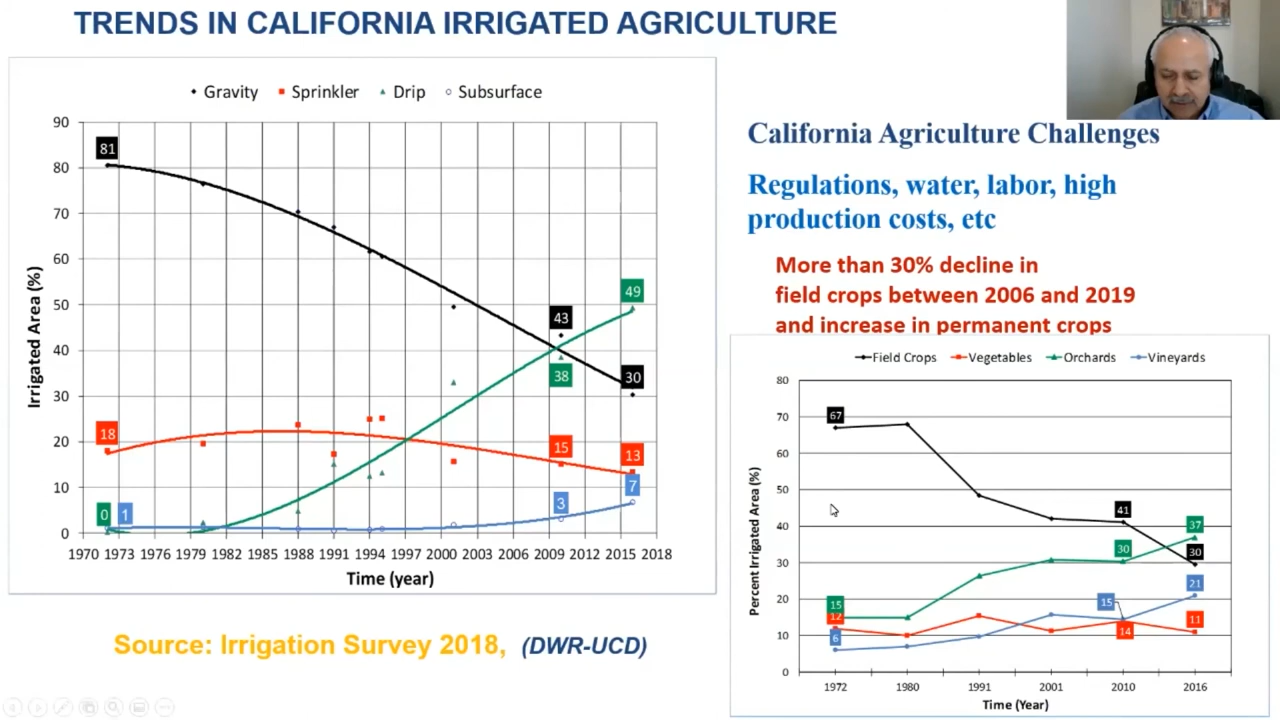 TRENDS IN CALIFORNIA IRRIGATED AGRICULTURE
Gravity Sprinkler Drip Subsurface
90
80
70
60
50
40
30
20
10
0
Irrigated Area (%)
81
18
0 1
43
38
15
3
49
30
13
7
1970 1973 1976 1979 1982 1985 1988 1991 1994 1997 2000 2003 2006 2009 2012 2015 2018
Time (year)
Source: Irrigation Survey 2018, (DWR-UCD)
California Agriculture Challenges
Regulations, water, labor, high
production costs, etc
More than 30% decline in
field crops between 2006 and 2019
and increase in permanent crops
Field Crops Vegetables Orchards Vineyards
80
70
60
50
40
30
20
10
0
Percent Irrigated Area (%)
67
15
12
6
41
30
15
14
37
30
21
11
1972 1980 1991 2001 2010 2016
Time (Year)